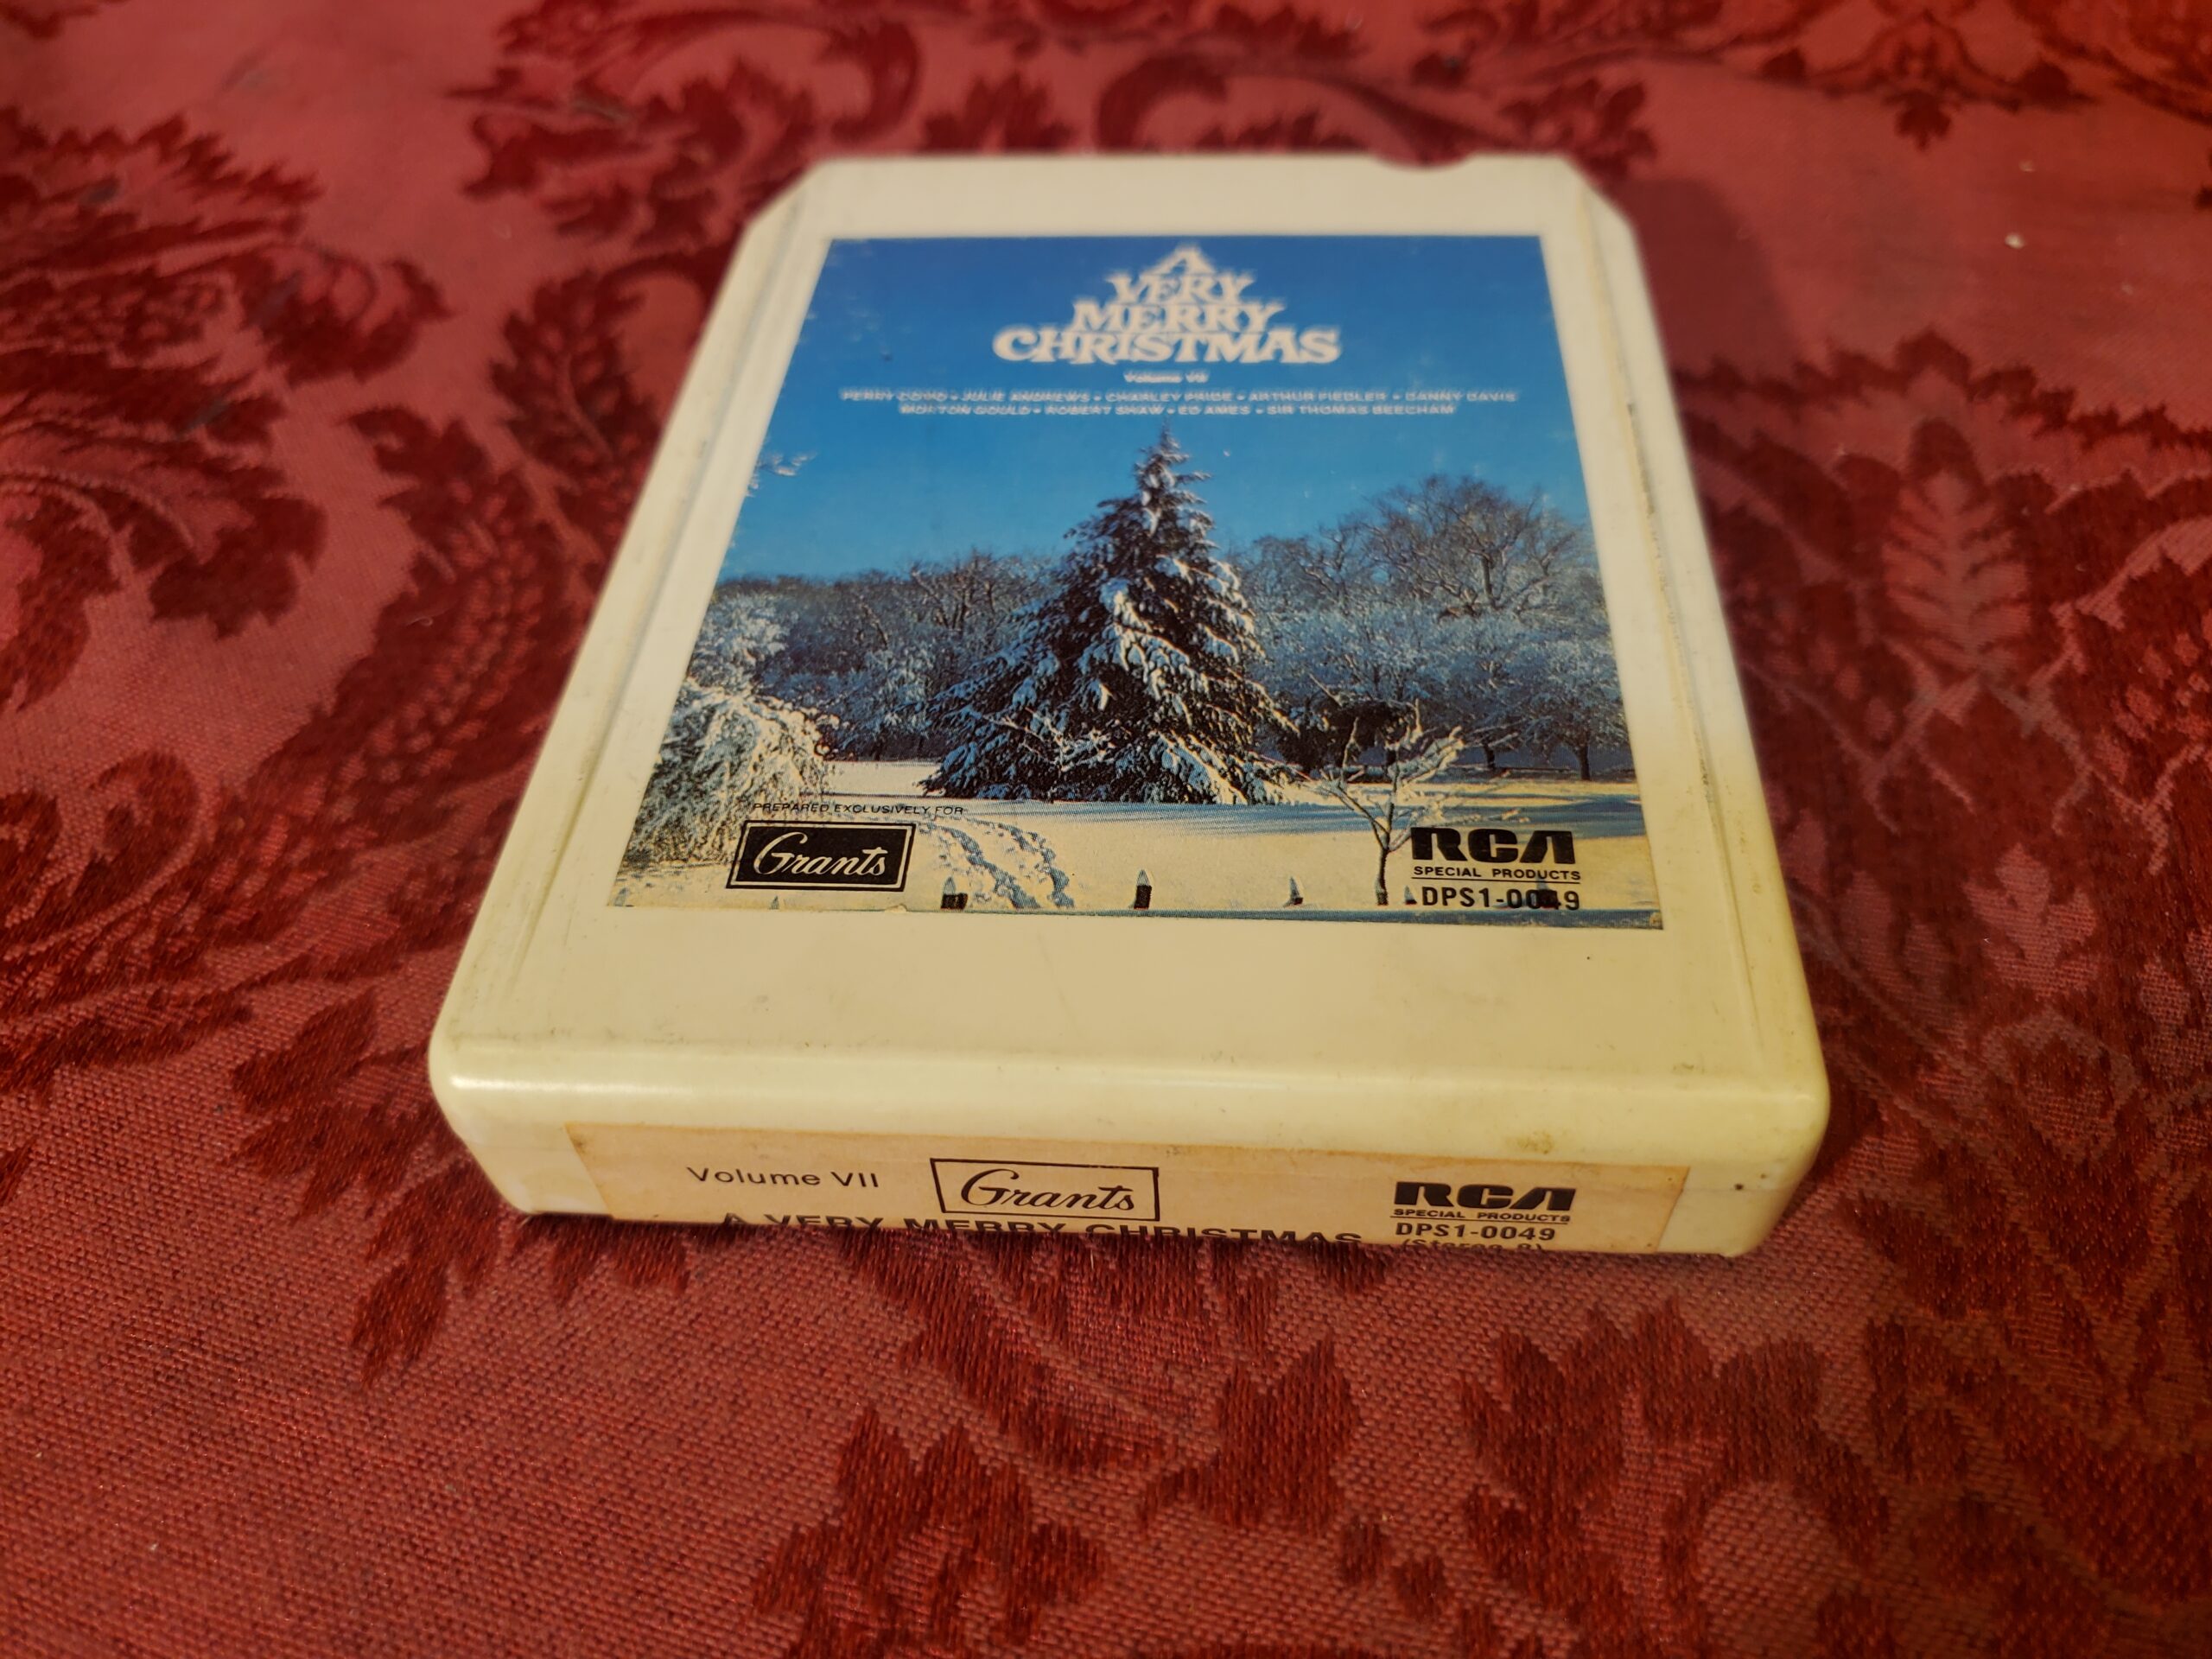 A
VERY
MERRY
CHRISTMAS
Volume VII
PERRY COMO • JULIE ANDREWS • CHARLEY PRIDE • ARTHUR FIEDLER • DANNY DAVIS
MORTON GOULD • ROBERT SHAW • ED AMES • SIR THOMAS BEECHAM
PREPARED EXCLUSIVELY FOR
Grants
RCA
SPECIAL PRODUCTS
DPS1-0049
Volume VII
Grants
A VERY MERRY CHRISTMAS
RCA
SPECIAL PRODUCTS
DPS1-0049
(Stereo 8)